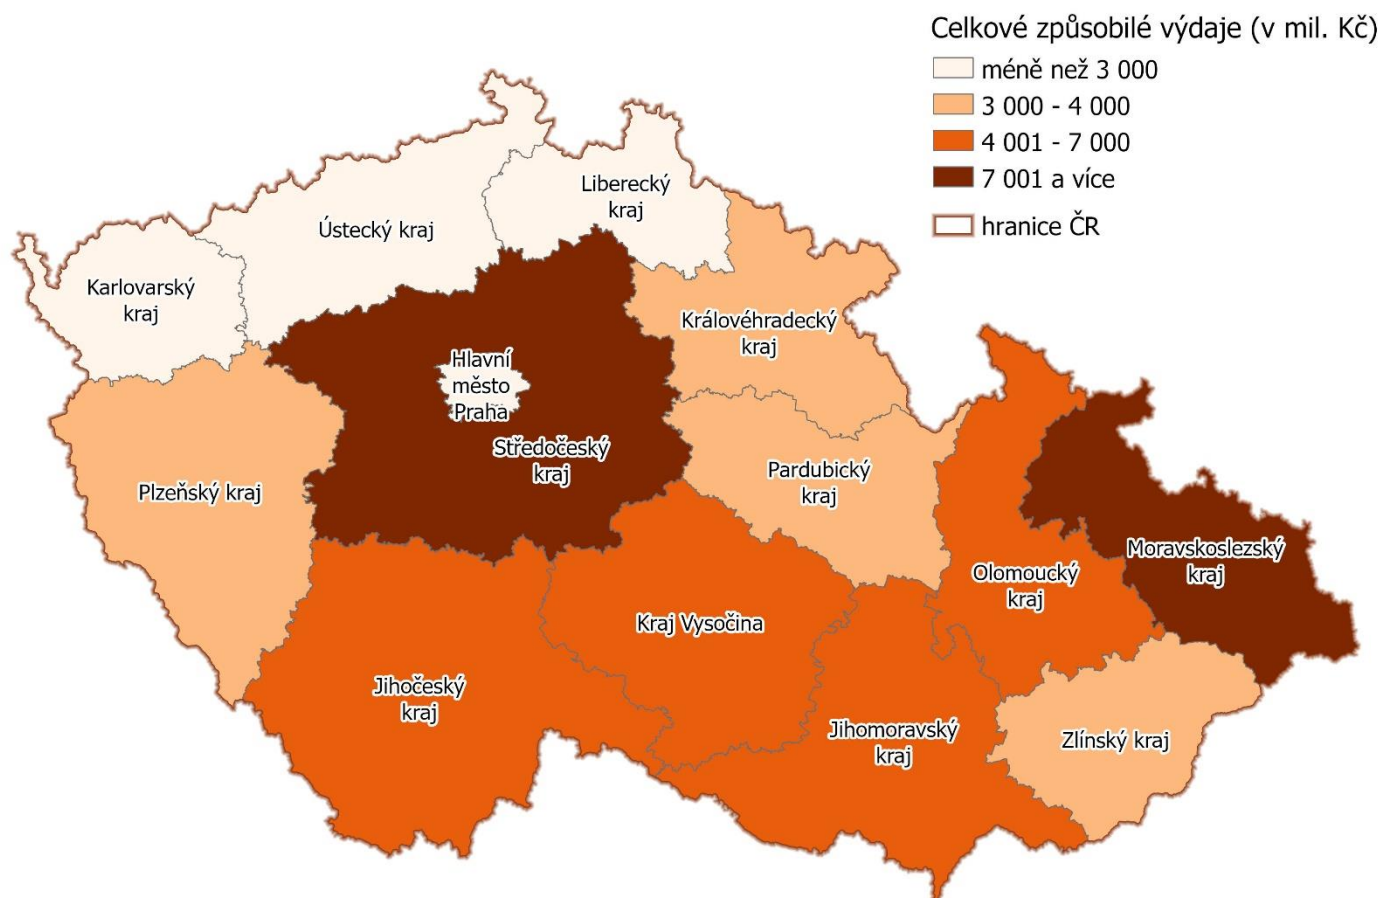 Celkové způsobilé výdaje (v mil. Kč)
méně než 3 000
3 000 - 4 000
4 001 - 7 000
7 001 a více
hranice ČR
Liberecký
kraj
Ústecký kraj
Karlovarský
kraj
Královéhradecký
kraj
Hlavní
město
Praha
Středočeský
kraj
Pardubický
kraj
Plzeňský kraj
Moravskoslezský
kraj
Olomoucký
kraj
Kraj Vysočina
Jihočeský
kraj
Jihomoravský
kraj
Zlínský kraj